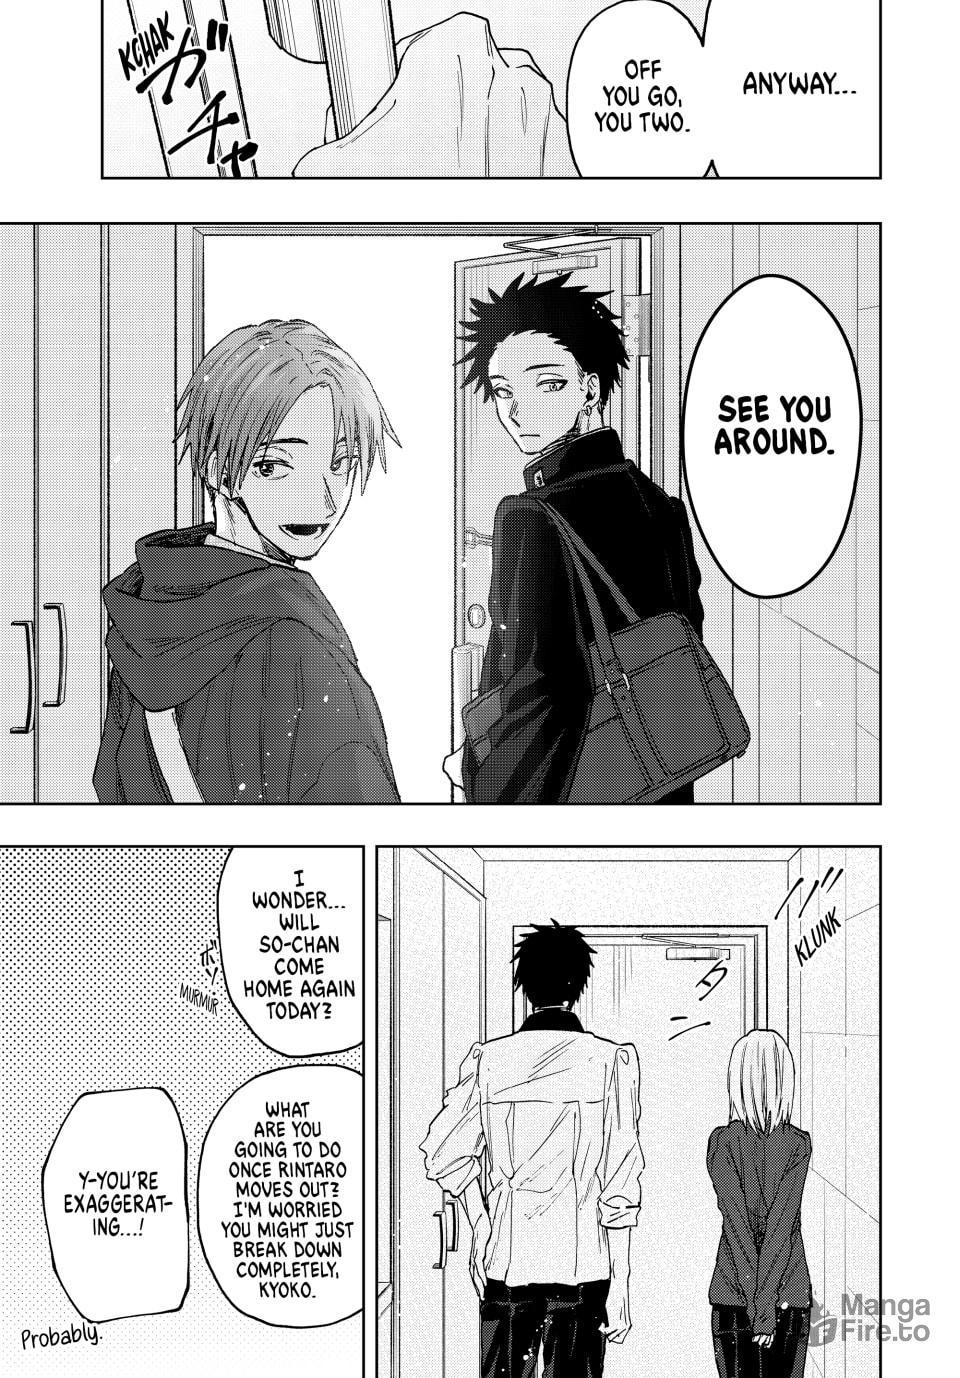 ANYWAY...
OFF
YOU GO,
YOU TWO.
KCHAK
ガチャ
SEE YOU
AROUND.
KLUNK
I
WONDER...
WILL
SO-CHAN
COME
HOME AGAIN
TODAY?
ボソ
MURMUR
WHAT
ARE YOU
GOING TO DO
ONCE RINTARO
MOVES OUT?
I'M WORRIED
YOU MIGHT JUST
BREAK DOWN
COMPLETELY,
KYOKO.
Y-YOU'RE
EXAGGERAT-
ING...!
Probably.
Manga
Fire.to